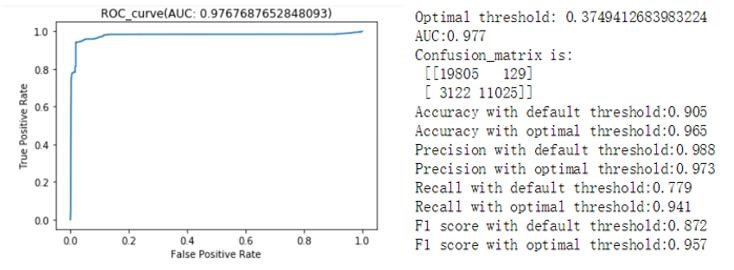 ROC_curve(AUC: 0.9767687652848093)
1.0
0.8
0.6
0.4
0.2
0.0
True Positive Rate
0.0 0.2 0.4 0.6 0.8 1.0
False Positive Rate
Optimal threshold: 0.3749412683983224
AUC:0.977
Confusion_matrix is:
[[19805 129]
[ 3122 11025]]
Accuracy with default threshold:0.905
Accuracy with optimal threshold:0.965
Precision with default threshold:0.988
Precision with optimal threshold:0.973
Recall with default threshold:0.779
Recall with optimal threshold:0.941
F1 score with default threshold:0.872
F1 score with optimal threshold:0.957